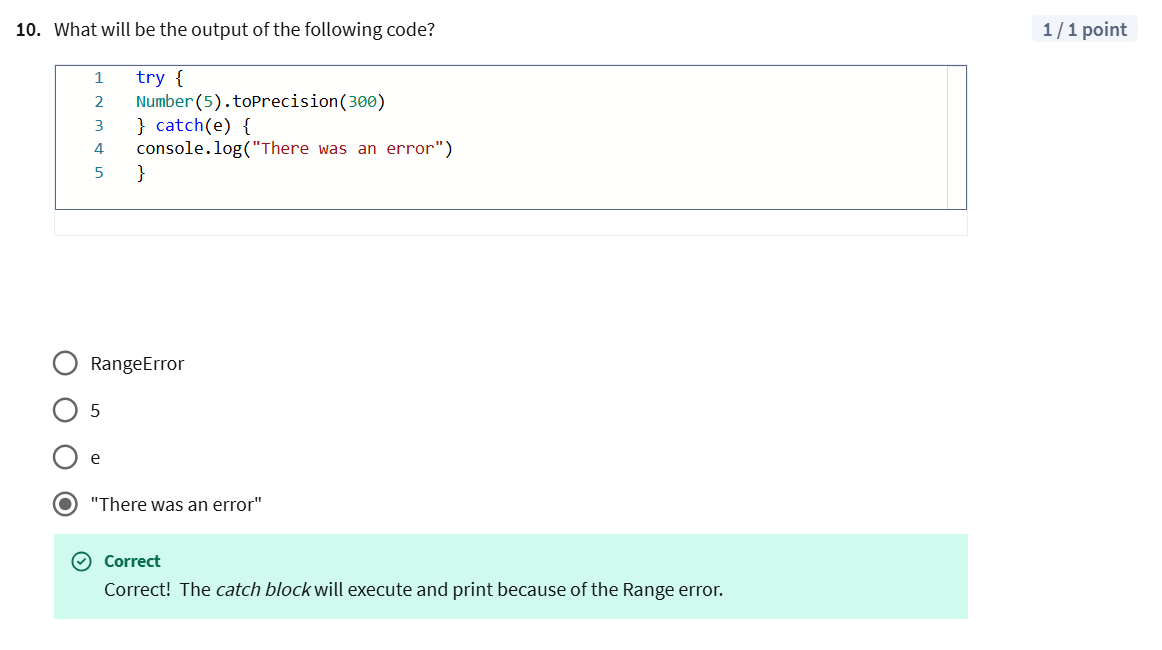 10. What will be the output of the following code?
1 / 1 point
1 try {
2 Number(5).toPrecision(300)
3 } catch(e) {
4 console.log("There was an error")
5 }
RangeError
5
e
"There was an error"
Correct
Correct! The catch block will execute and print because of the Range error.